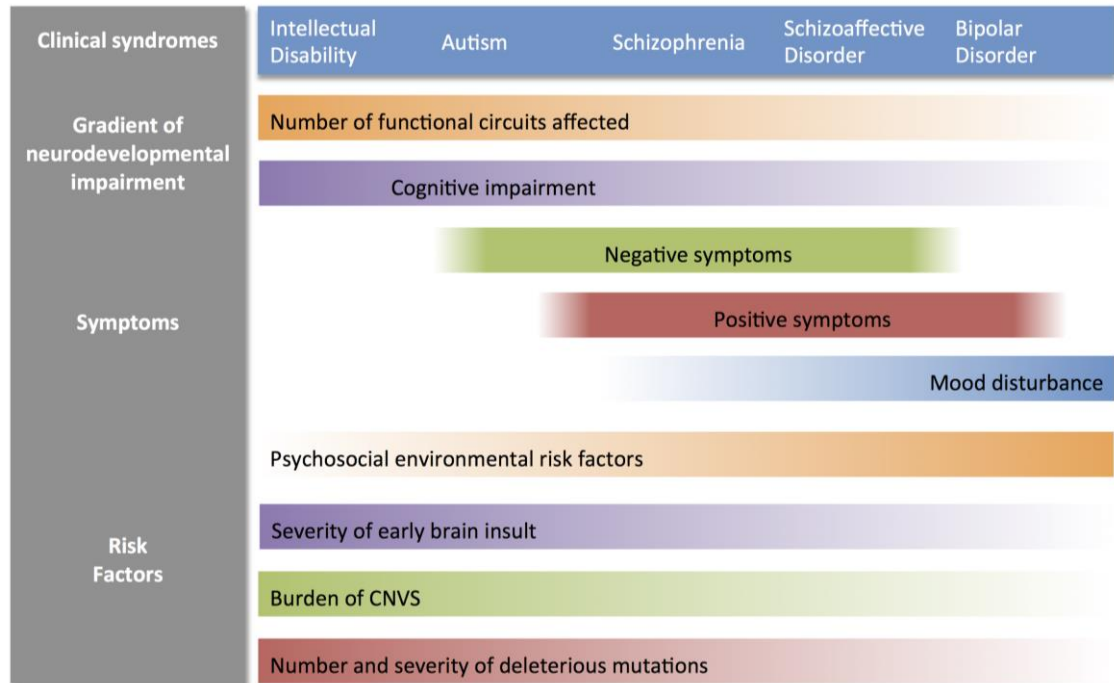 Clinical syndromes
Intellectual
Disability
Autism
Schizophrenia
Schizoaffective
Disorder
Bipolar
Disorder
Gradient of
neurodevelopmental
impairment
Number of functional circuits affected
Cognitive impairment
Symptoms
Negative symptoms
Positive symptoms
Mood disturbance
Risk
Factors
Psychosocial environmental risk factors
Severity of early brain insult
Burden of CNVS
Number and severity of deleterious mutations